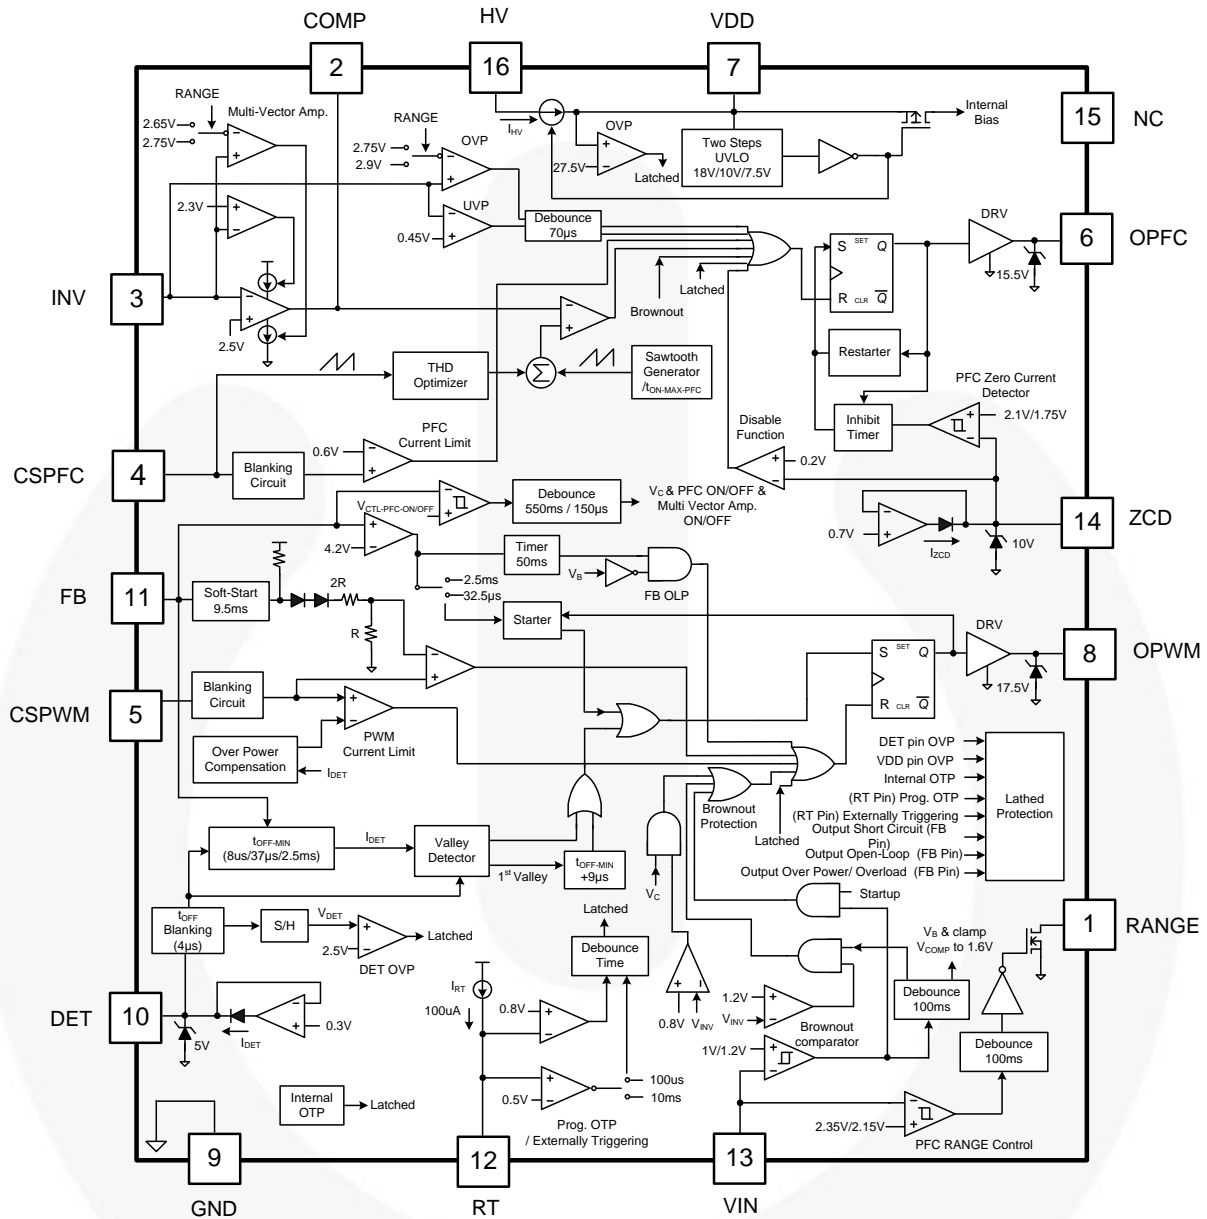 COMP
HV
VDD
2
16
7
15
NC
RANGE
Multi-Vector Amp.
2.65V
2.75V
RANGE
OVP
2.75V
2.9V
IHV
OVP
27.5V
Latched
Two Steps
UVLO
18V/10V/7.5V
Internal
Bias
2.3V
UVP
0.45V
Debounce
70µs
DRV
S
SET
Q
6
OPFC
15.5V
INV
3
2.5V
Latched
Brownout
R
CLR
Q
Restarter
THD
Optimizer
Σ
Sawtooth
Generator
/tON-MAX-PFC
PFC Zero Current
Detector
2.1V/1.75V
Inhibit
Timer
Disable
Function
0.2V
PFC
Current Limit
0.6V
CSPFC
4
Blanking
Circuit
VCTL-PFC-ON/OFF
Debounce
550ms / 150µs
VC & PFC ON/OFF &
Multi Vector Amp.
ON/OFF
14
ZCD
0.7V
IZCD
10V
4.2V
Timer
50ms
VB
FB OLP
FB
11
Soft-Start
9.5ms
2R
R
2.5ms
32.5µs
Starter
DRV
S
SET
Q
8
OPWM
17.5V
R
CLR
Q
CSPWM
5
Blanking
Circuit
PWM
Current Limit
Over Power
Compensation
IDET
DET pin OVP
VDD pin OVP
Internal OTP
(RT Pin) Prog. OTP
(RT Pin) Externally Triggering
Output Short Circuit (FB
Pin)
Output Open-Loop (FB Pin)
Output Over Power/ Overload (FB Pin)
Lathed
Protection
Brownout
Protection
Latched
tOFF-MIN
(8us/37µs/2.5ms)
IDET
Valley
Detector
1st Valley
tOFF-MIN
+9µs
VC
Startup
tOFF
Blanking
(4µs)
S/H
VDET
2.5V
Latched
DET OVP
Latched
Debounce
Time
VB & clamp
VCOMP to 1.6V
1
RANGE
Debounce
100ms
0.8V
VINV
1.2V
VINV
Brownout
comparator
1V/1.2V
Debounce
100ms
DET
10
5V
IDET
0.3V
IRT
100uA
0.8V
0.5V
100us
10ms
Prog. OTP
/ Externally Triggering
Internal
OTP
Latched
2.35V/2.15V
PFC RANGE Control
9
12
13
GND
RT
VIN